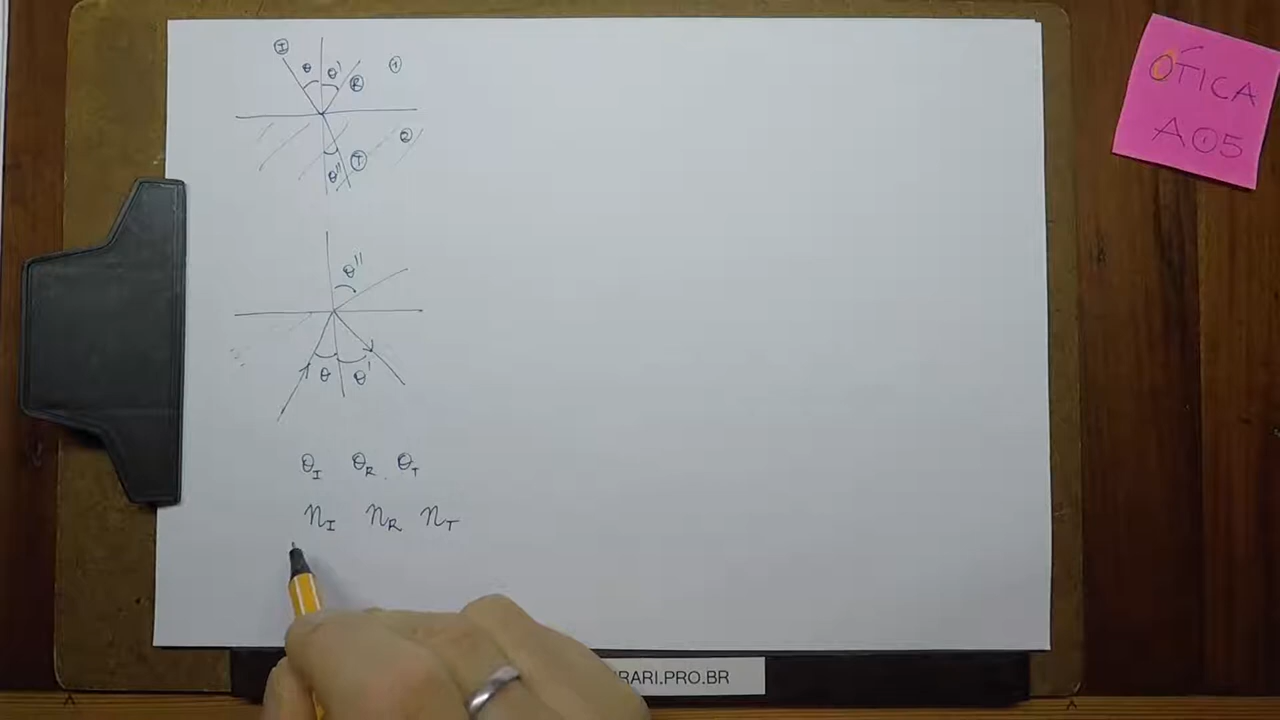 I θ θ' R 1
2
T
θ''
θ''
θ θ'
θI θR θT
nI nR nT
ÓTICA
A05
RARI.PRO.BR